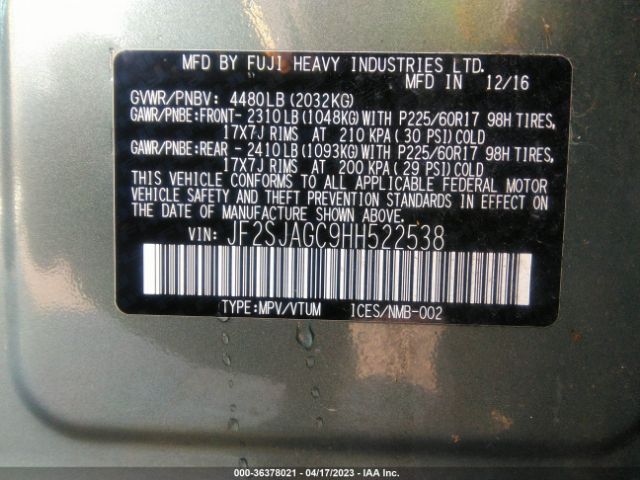 MFD BY FUJI HEAVY INDUSTRIES LTD.
MFD IN 12/16
GVWR/PNBV: 4480LB(2032KG)
GAWR/PNBE:FRONT- 2310LB(1048KG)WITH P225/60R17 98H TIRES,
17X7J RIMS AT 210 KPA(30 PSI)COLD
GAWR/PNBE:REAR - 2410LB(1093KG)WITH P225/60R17 98H TIRES,
17X7J RIMS AT 200 KPA(29 PSI)COLD
THIS VEHICLE CONFORMS TO ALL APPLICABLE FEDERAL MOTOR
VEHICLE SAFETY AND THEFT PREVENTION STANDARDS IN EFFECT
ON THE DATE OF MANUFACTURE SHOWN ABOVE.
VIN: JF2SJAGC9HH522538
TYPE:MPV/VTUM ICES/NMB-002
000-36378021 - 04/17/2023 - IAA Inc.